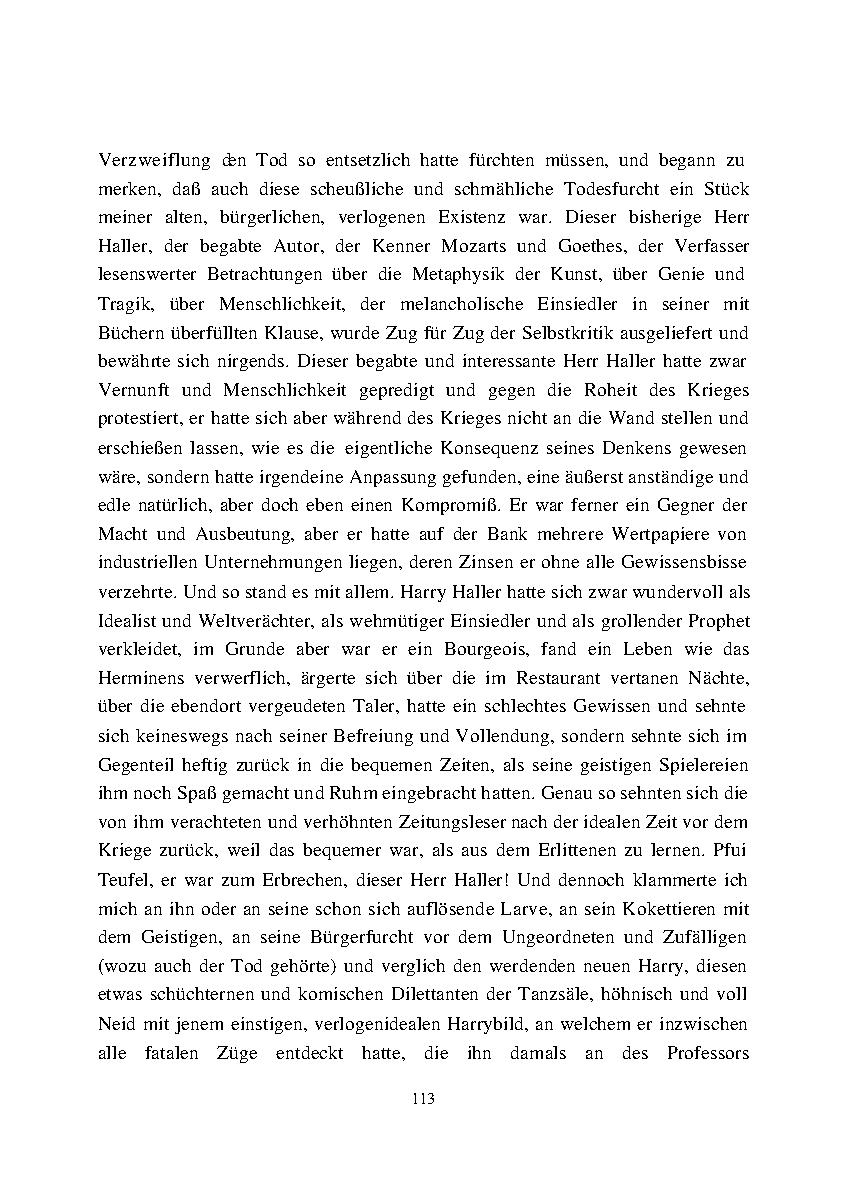 Verzweiflung den Tod so entsetzlich hatte fürchten müssen, und begann zu
merken, daß auch diese scheußliche und schmähliche Todesfurcht ein Stück
meiner alten, bürgerlichen, verlogenen Existenz war. Dieser bisherige Herr
Haller, der begabte Autor, der Kenner Mozarts und Goethes, der Verfasser
lesenswerter Betrachtungen über die Metaphysik der Kunst, über Genie und
Tragik, über Menschlichkeit, der melancholische Einsiedler in seiner mit
Büchern überfüllten Klause, wurde Zug für Zug der Selbstkritik ausgeliefert und
bewährte sich nirgends. Dieser begabte und interessante Herr Haller hatte zwar
Vernunft und Menschlichkeit gepredigt und gegen die Roheit des Krieges
protestiert, er hatte sich aber während des Krieges nicht an die Wand stellen und
erschießen lassen, wie es die eigentliche Konsequenz seines Denkens gewesen
wäre, sondern hatte irgendeine Anpassung gefunden, eine äußerst anständige und
edle natürlich, aber doch eben einen Kompromiß. Er war ferner ein Gegner der
Macht und Ausbeutung, aber er hatte auf der Bank mehrere Wertpapiere von
industriellen Unternehmungen liegen, deren Zinsen er ohne alle Gewissensbisse
verzehrte. Und so stand es mit allem. Harry Haller hatte sich zwar wundervoll als
Idealist und Weltverächter, als wehmütiger Einsiedler und als grollender Prophet
verkleidet, im Grunde aber war er ein Bourgeois, fand ein Leben wie das
Herminens verwerflich, ärgerte sich über die im Restaurant vertanen Nächte,
über die ebendort vergeudeten Taler, hatte ein schlechtes Gewissen und sehnte
sich keineswegs nach seiner Befreiung und Vollendung, sondern sehnte sich im
Gegenteil heftig zurück in die bequemen Zeiten, als seine geistigen Spielereien
ihm noch Spaß gemacht und Ruhm eingebracht hatten. Genau so sehnten sich die
von ihm verachteten und verhöhnten Zeitungsleser nach der idealen Zeit vor dem
Kriege zurück, weil das bequemer war, als aus dem Erlittenen zu lernen. Pfui
Teufel, er war zum Erbrechen, dieser Herr Haller! Und dennoch klammerte ich
mich an ihn oder an seine schon sich auflösende Larve, an sein Kokettieren mit
dem Geistigen, an seine Bürgerfurcht vor dem Ungeordneten und Zufälligen
(wozu auch der Tod gehörte) und verglich den werdenden neuen Harry, diesen
etwas schüchternen und komischen Dilettanten der Tanzsäle, höhnisch und voll
Neid mit jenem einstigen, verlogenidealen Harrybild, an welchem er inzwischen
alle fatalen Züge entdeckt hatte, die ihn damals an des Professors
113